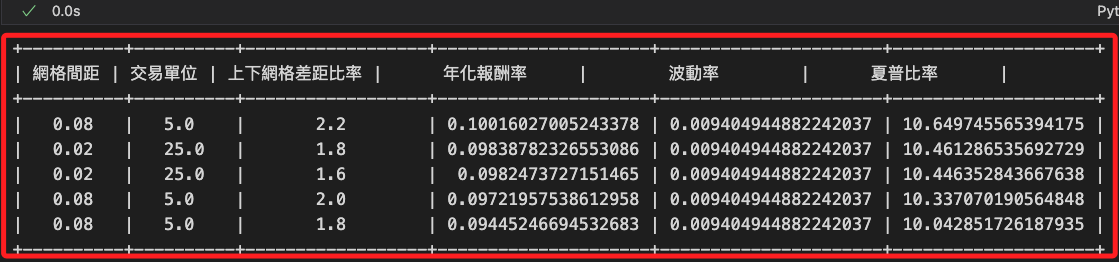 0.0s
Pyt
| 網格間距 | 交易單位 | 上下網格差距比率 | 年化報酬率 | 波動率 | 夏普比率 |
| 0.08 | 5.0 | 2.2 | 0.10016027005243378 | 0.009404944882242037 | 10.649745565394175 |
| 0.02 | 25.0 | 1.8 | 0.09838782326553086 | 0.009404944882242037 | 10.461286535692729 |
| 0.02 | 25.0 | 1.6 | 0.0982473727151465 | 0.009404944882242037 | 10.446352843667638 |
| 0.08 | 5.0 | 2.0 | 0.09721957538612958 | 0.009404944882242037 | 10.337070190564848 |
| 0.08 | 5.0 | 1.8 | 0.09445246694532683 | 0.009404944882242037 | 10.042851726187935 |